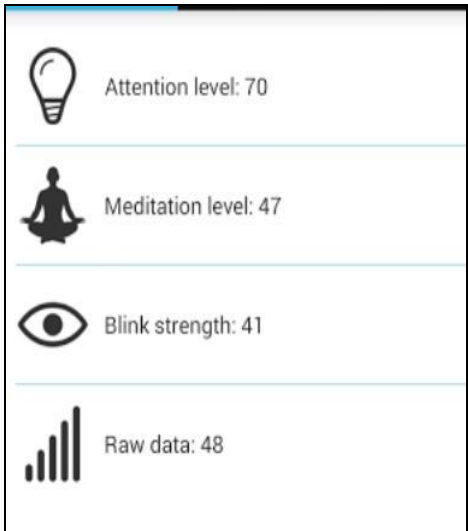 Attention level: 70
Meditation level: 47
Blink strength: 41
Raw data: 48